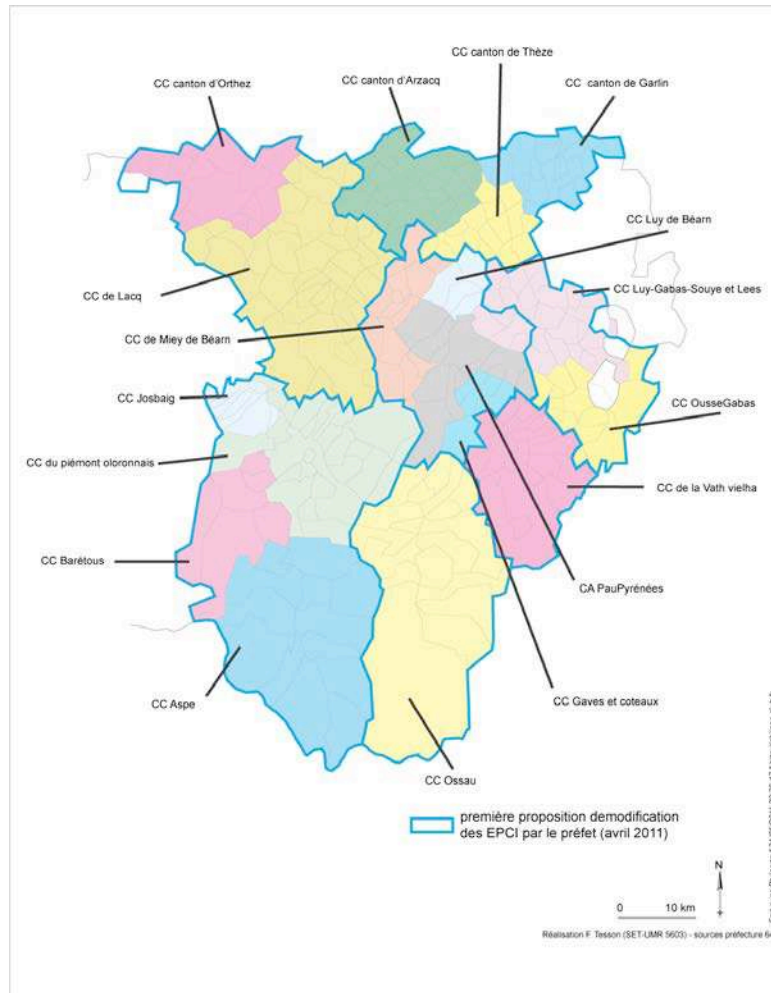 CC canton de Thèze
CC canton d'Orthez
CC canton d'Arzacq
CC canton de Garlin
CC Luy de Béarn
CC Luy-Gabas-Souye et Lees
CC de Lacq
CC de Miey de Béarn
CC Josbaig
CC OusseGabas
CC du piémont oloronnais
CC de la Vath vielha
CC Barétous
CA PauPyrénées
CC Gaves et coteaux
CC Aspe
CC Ossau
première proposition demodification
des EPCI par le préfet (avril 2011)
N
0 10 km
Réalisation F. Tesson (SET-UMR 5603) - sources préfecture 64